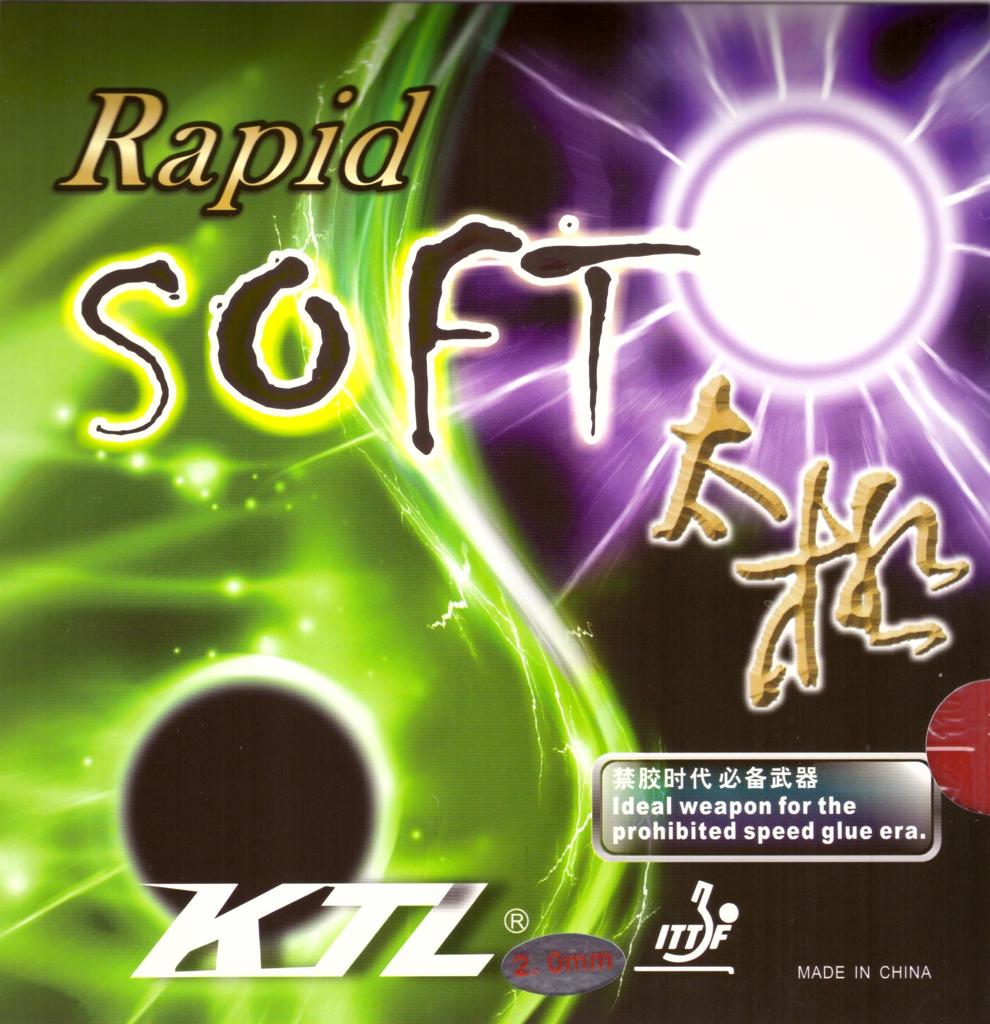 Rapid
SOFT
太极
禁胶时代 必备武器
Ideal weapon for the
prohibited speed glue era.
KTL®
2.0mm
ITTF
MADE IN CHINA